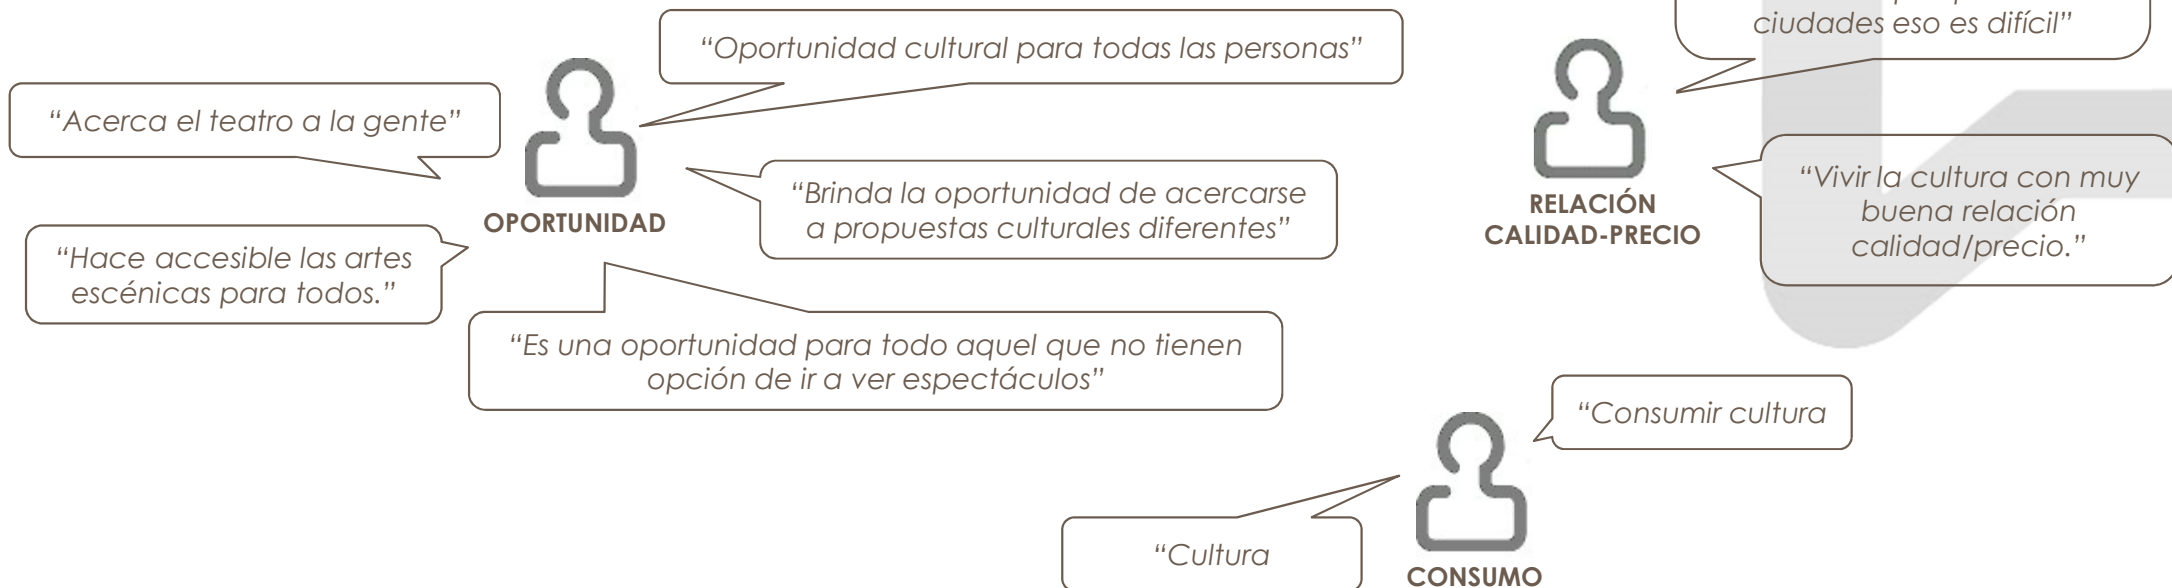 “Oportunidad cultural para todas las personas”
“Acerca el teatro a la gente”
“Brinda la oportunidad de acercarse
a propuestas culturales diferentes”
OPORTUNIDAD
“Hace accesible las artes
escénicas para todos.”
“Es una oportunidad para todo aquel que no tienen
opción de ir a ver espectáculos”
ciudades eso es difícil”
“Vivir la cultura con muy
buena relación
calidad/precio.”
RELACIÓN
CALIDAD-PRECIO
“Consumir cultura
“Cultura
CONSUMO